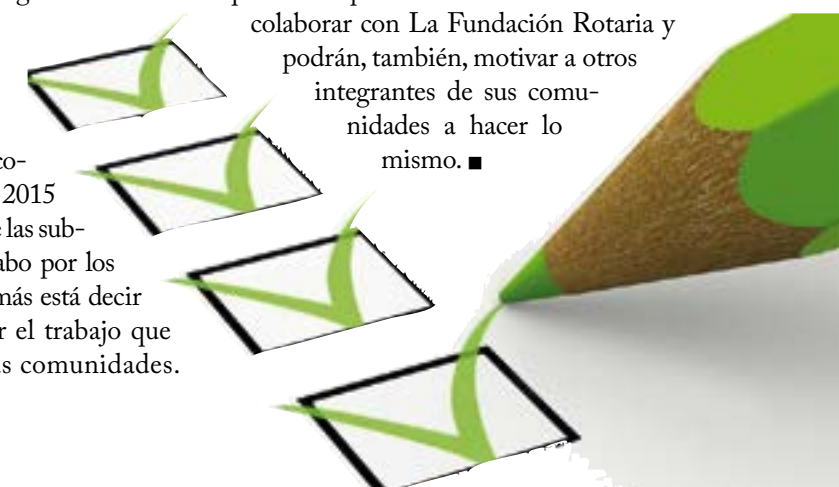 co-
2015
las sub-
abo por los
más está decir
r el trabajo que
s comunidades.
colaborar con La Fundación Rotaria y
podrán, también, motivar a otros
integrantes de sus comu-
nidades a hacer lo
mismo. ■